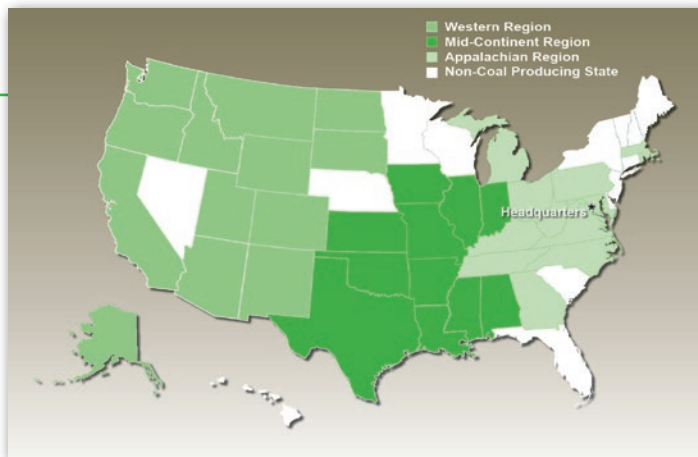 Western Region
Mid-Continent Region
Appalachian Region
Non-Coal Producing State
Headquarters